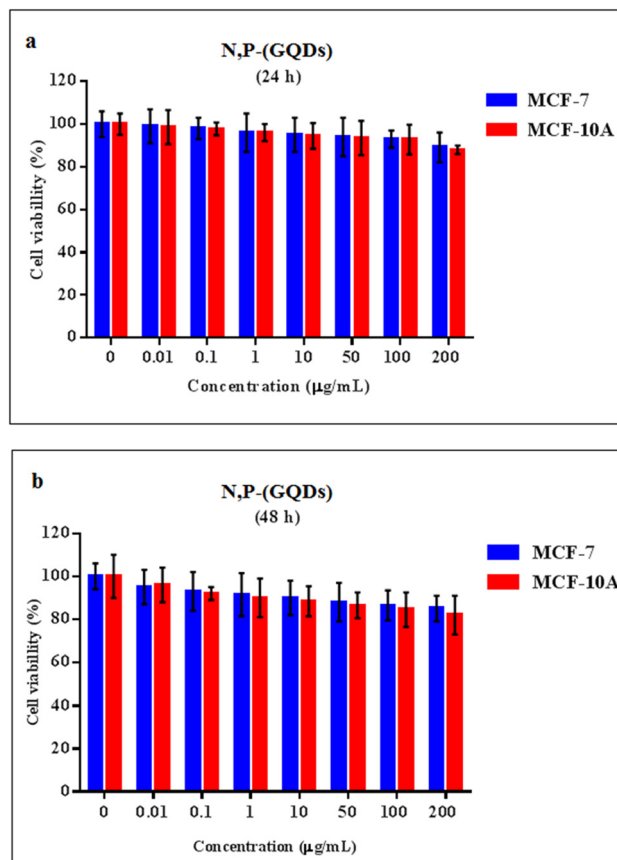 a
N,P-(GQDs)
(24 h)
120
100
80
60
40
20
0
Cell viabillity (%)
0 0.01 0.1 1 10 50 100 200
Concentration (µg/mL)
MCF-7
MCF-10A
b
N,P-(GQDs)
(48 h)
120
100
80
60
40
20
0
Cell viabillity (%)
0 0.01 0.1 1 10 50 100 200
Concentration (µg/mL)
MCF-7
MCF-10A